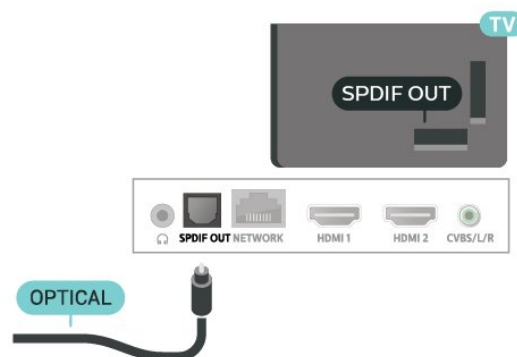 TV
SPDIF OUT
SPDIF OUT NETWORK HDMI 1 HDMI 2 CVBS/L/R
OPTICAL